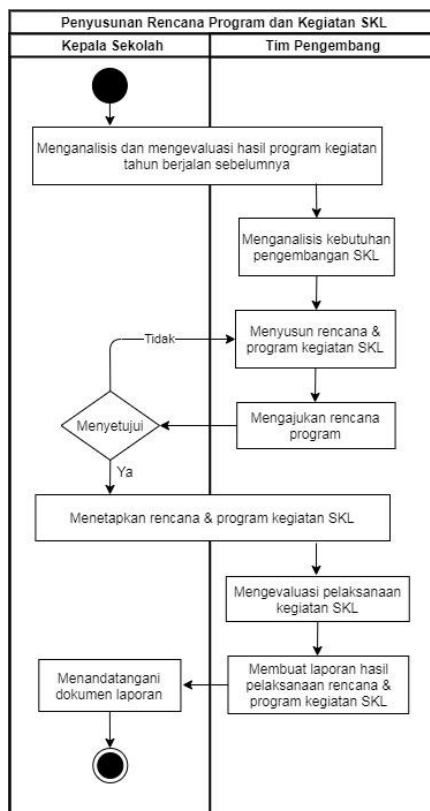 Penyusunan Rencana Program dan Kegiatan SKL
Kepala Sekolah
Tim Pengembang
Menganalisis dan mengevaluasi hasil program kegiatan
tahun berjalan sebelumnya
Menganalisis kebutuhan
pengembangan SKL
Tidak
Menyusun rencana &
program kegiatan SKL
Menyetujui
Mengajukan rencana
program
Ya
Menetapkan rencana & program kegiatan SKL
Mengevaluasi pelaksanaan
kegiatan SKL
Menandatangani
dokumen laporan
Membuat laporan hasil
pelaksanaan rencana &
program kegiatan SKL